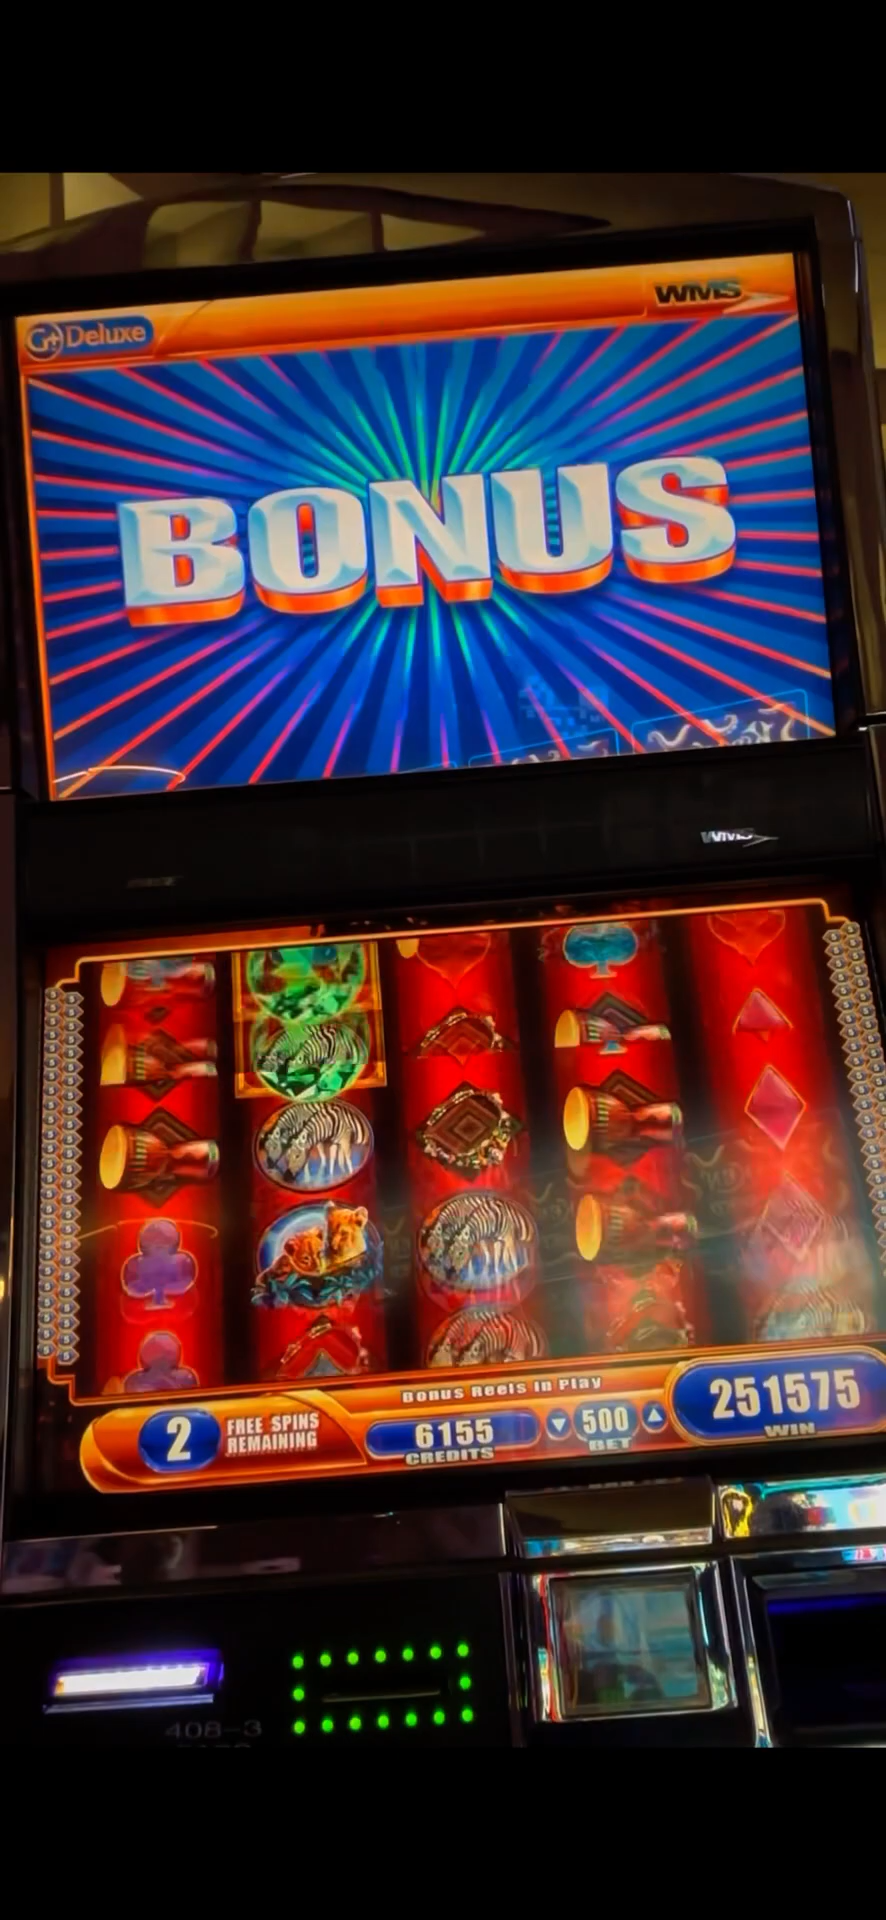 G+ Deluxe
WMS
BONUS
WMS
Bonus Reels In Play
2
FREE SPINS
REMAINING
6155
CREDITS
500
BET
251575
WIN
408-3